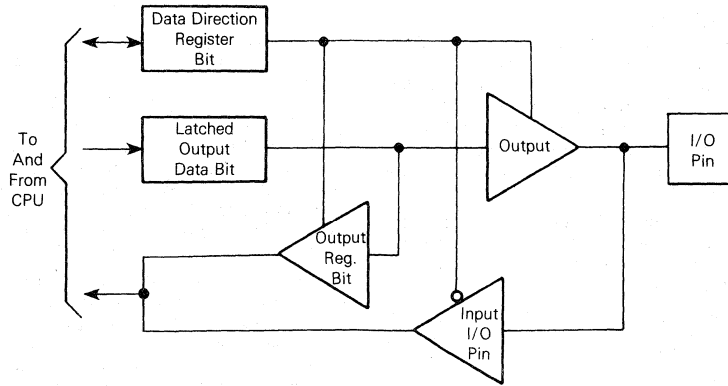 Data Direction
Register
Bit
To
And
From
CPU
Latched
Output
Data Bit
Output
I/O
Pin
Output
Reg.
Bit
Input
I/O
Pin